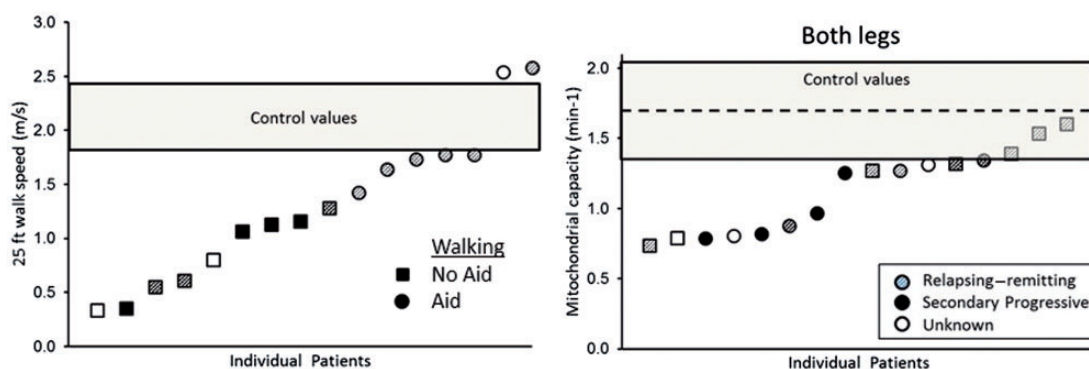 3.0
2.5
2.0
1.5
1.0
0.5
0.0
25 ft walk speed (m/s)
Control values
Walking
No Aid
Aid
Individual Patients
Both legs
2.0
1.5
1.0
0.5
0.0
Mitochondrial capacity (min-1)
Control values
Relapsing–remitting
Secondary Progressive
Unknown
Individual Patients